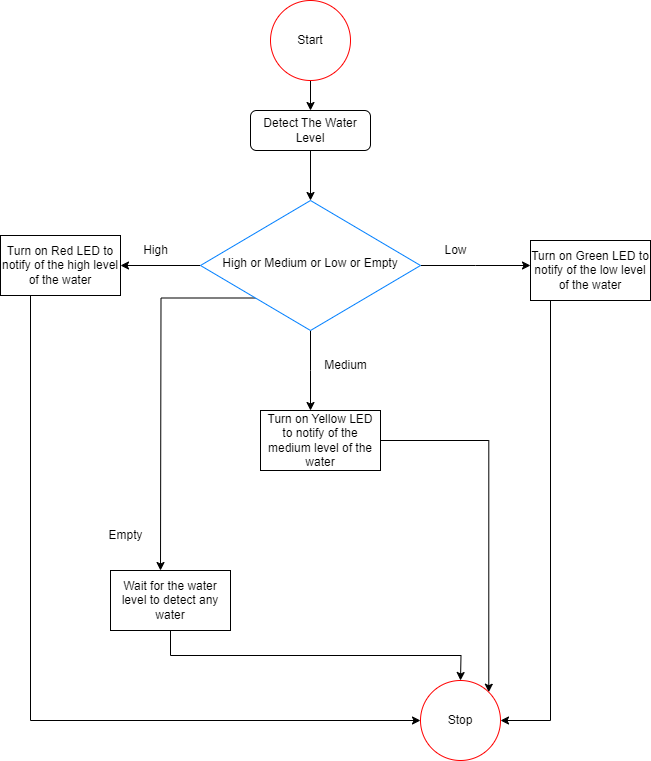 Start
Detect The Water
Level
High or Medium or Low or Empty
High
Low
Turn on Red LED to
notify of the high level
of the water
Turn on Green LED to
notify of the low level
of the water
Medium
Turn on Yellow LED
to notify of the
medium level of the
water
Empty
Wait for the water
level to detect any
water
Stop